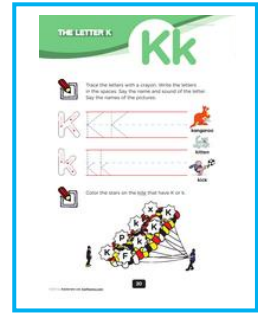 THE LETTER K
Kk
Trace the letters with a crayon. Write the letters
in the spaces. Say the name and sound of the letter.
Say the names of the pictures.
K K K
kangaroo
kitten
k k k
kick
Color the stars on the kite that have K or k.
x
K K
k
P k
K F
30